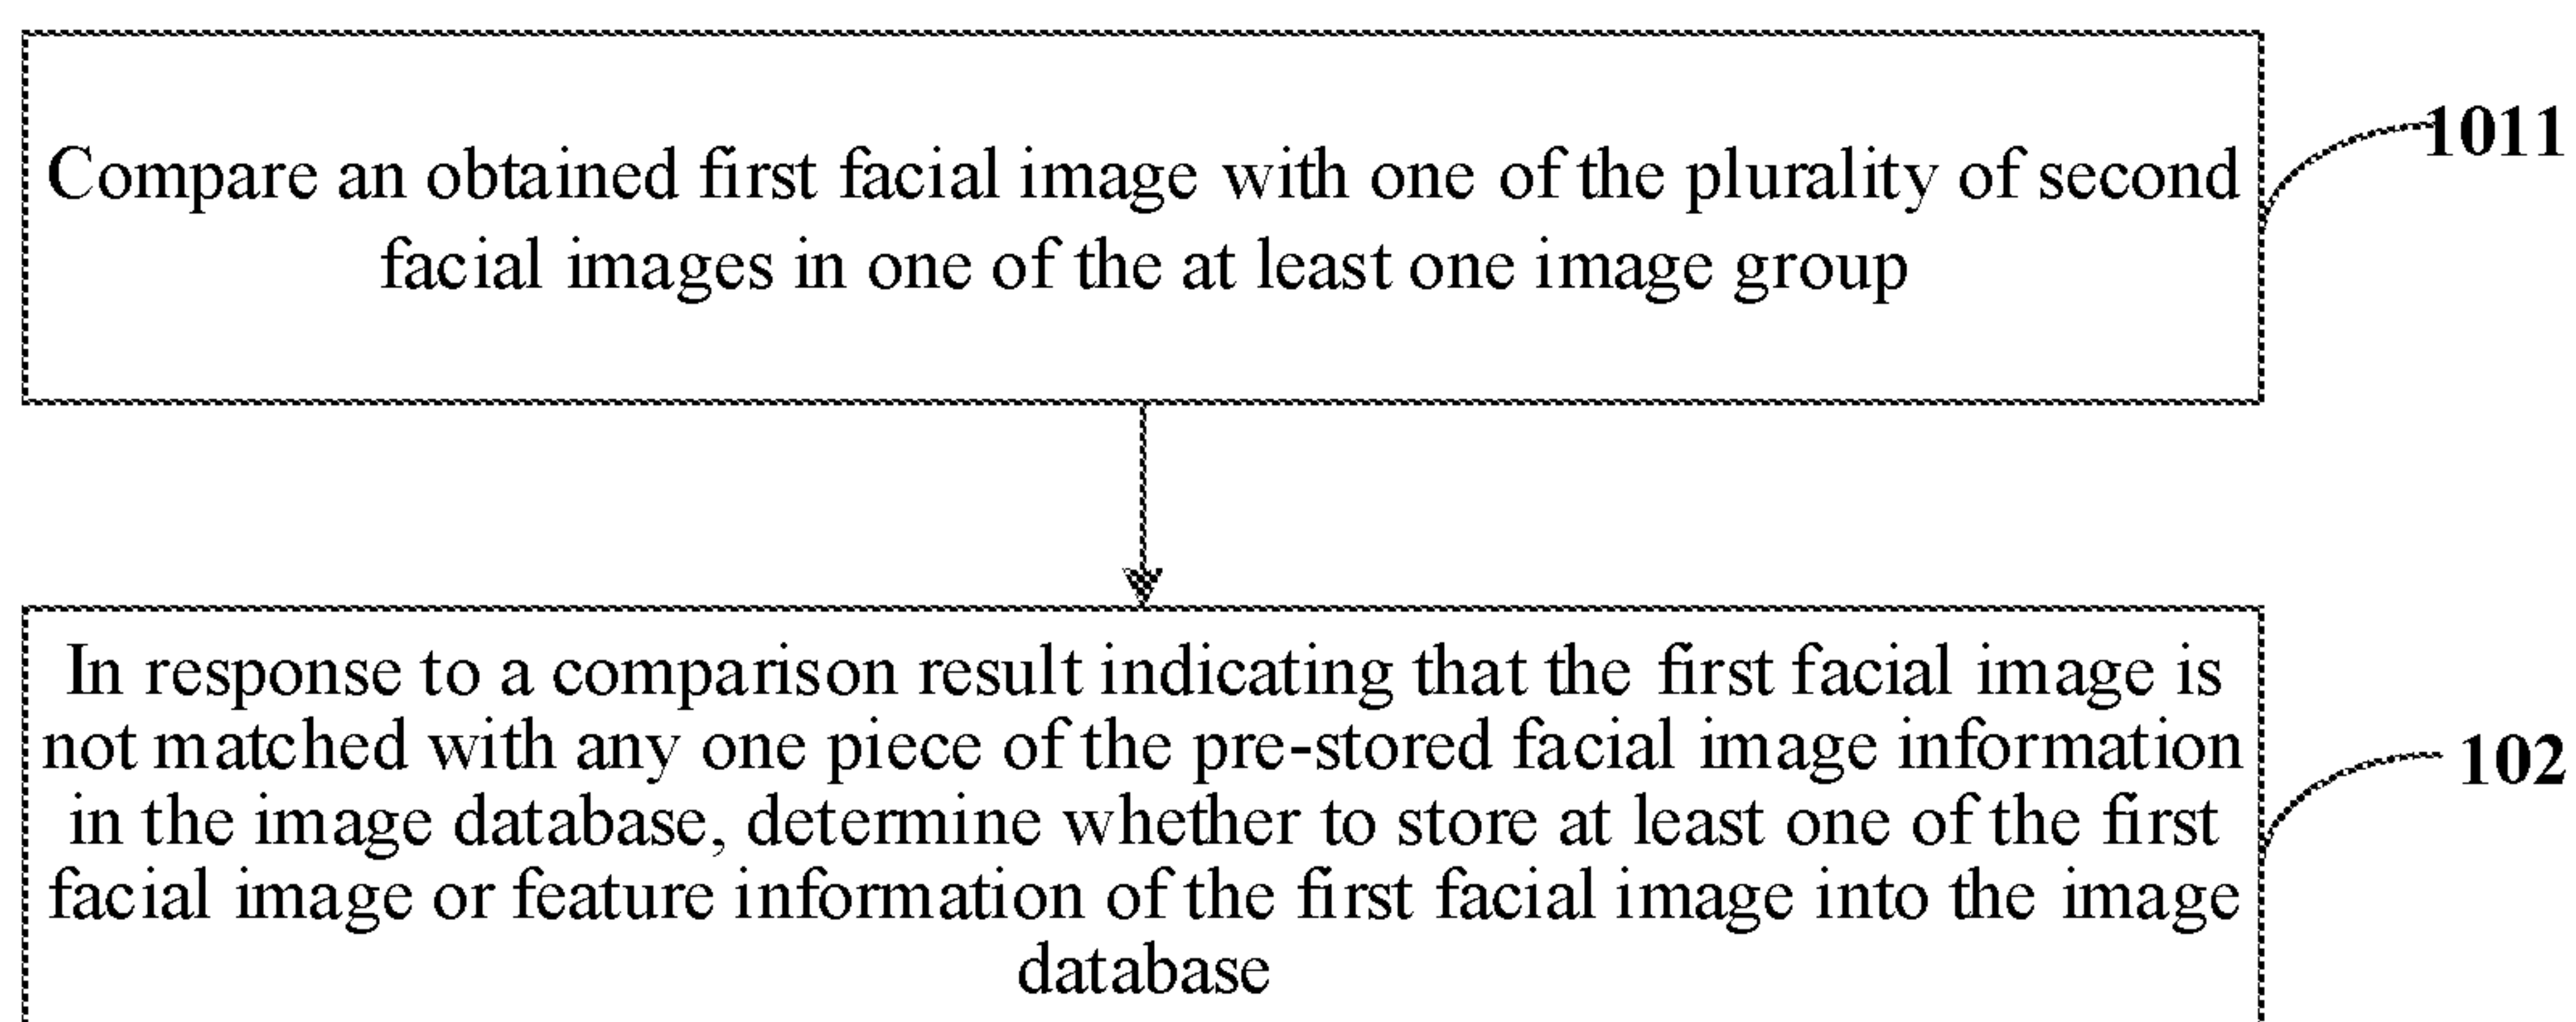 Compare an obtained first facial image with one of the plurality of second
facial images in one of the at least one image group
1011
In response to a comparison result indicating that the first facial image is
not matched with any one piece of the pre-stored facial image information
in the image database, determine whether to store at least one of the first
facial image or feature information of the first facial image into the image
database
102